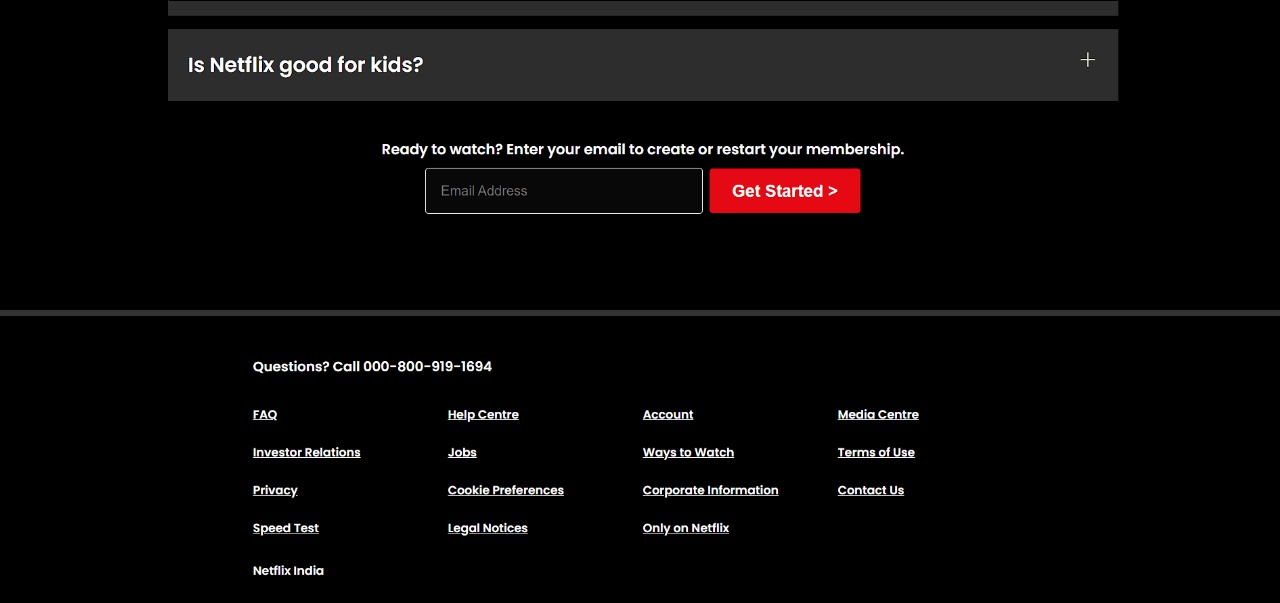 Is Netflix good for kids?
Ready to watch? Enter your email to create or restart your membership.
Email Address
Get Started >
Questions? Call 000-800-919-1694
FAQ Help Centre Account Media Centre
Investor Relations Jobs Ways to Watch Terms of Use
Privacy Cookie Preferences Corporate Information Contact Us
Speed Test Legal Notices Only on Netflix
Netflix India